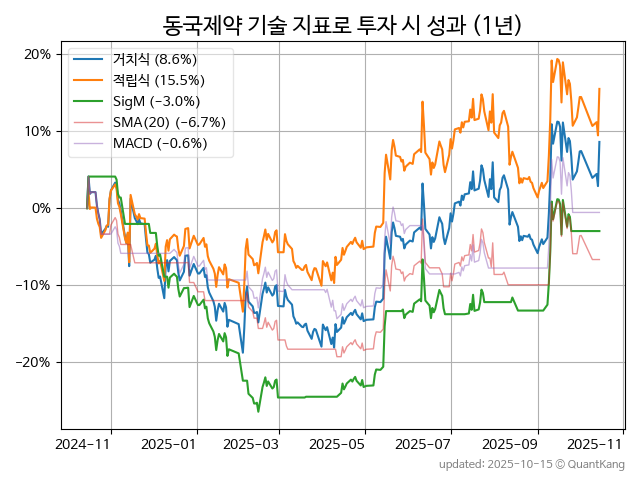 동국제약 기술 지표로 투자 시 성과 (1년)
거치식 (8.6%)
적립식 (15.5%)
SigM (−3.0%)
SMA(20) (−6.7%)
MACD (−0.6%)
20%
10%
0%
−10%
−20%
2024-11
2025-01
2025-03
2025-05
2025-07
2025-09
2025-11
updated: 2025-10-15 © QuantKang